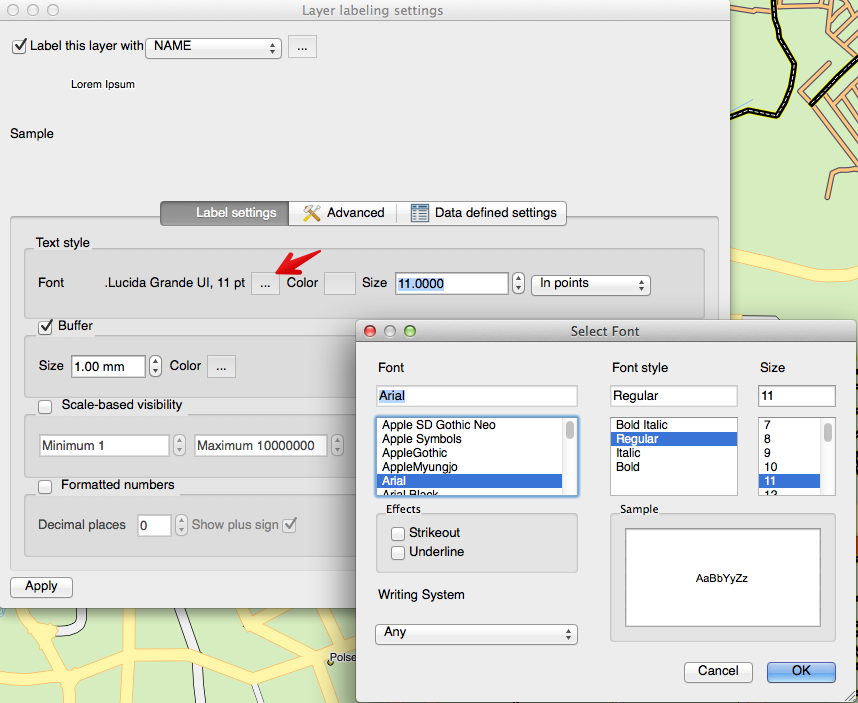 Layer labeling settings
Label this layer with NAME ...
Lorem Ipsum
Sample
Label settings Advanced Data defined settings
Text style
Font .Lucida Grande UI, 11 pt ... Color Size 11.0000 In points
Buffer
Size 1.00 mm Color ...
Scale-based visibility
Minimum 1 Maximum 10000000
Formatted numbers
Decimal places 0 Show plus sign
Apply
Select Font
Font Font style Size
Arial Regular 11
Apple SD Gothic Neo
Apple Symbols
AppleGothic
AppleMyungjo
Arial
Arial Black
Bold Italic
Regular
Italic
Bold
7
8
9
10
11
12
Effects
Strikeout
Underline
Sample
AaBbYyZz
Writing System
Any
Cancel OK
Polse